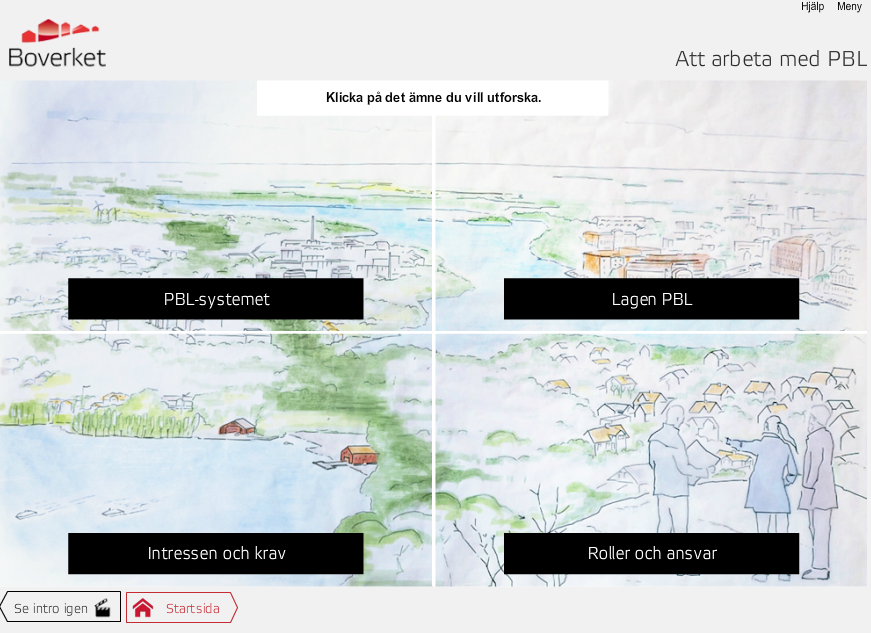 Hjälp Meny
Boverket
Att arbeta med PBL
Klicka på det ämne du vill utforska.
PBL-systemet
Lagen PBL
Intressen och krav
Roller och ansvar
Se intro igen
Startsida